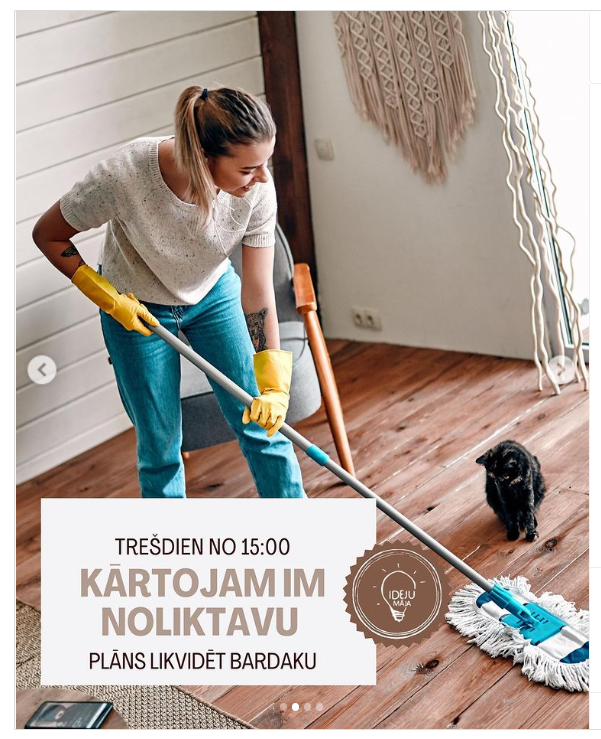 TREŠDIEN NO 15:00
KĀRTOJAM IM
NOLIKTAVU
PLĀNS LIKVIDĒT BARDAKU
IDEJU
MĀJA